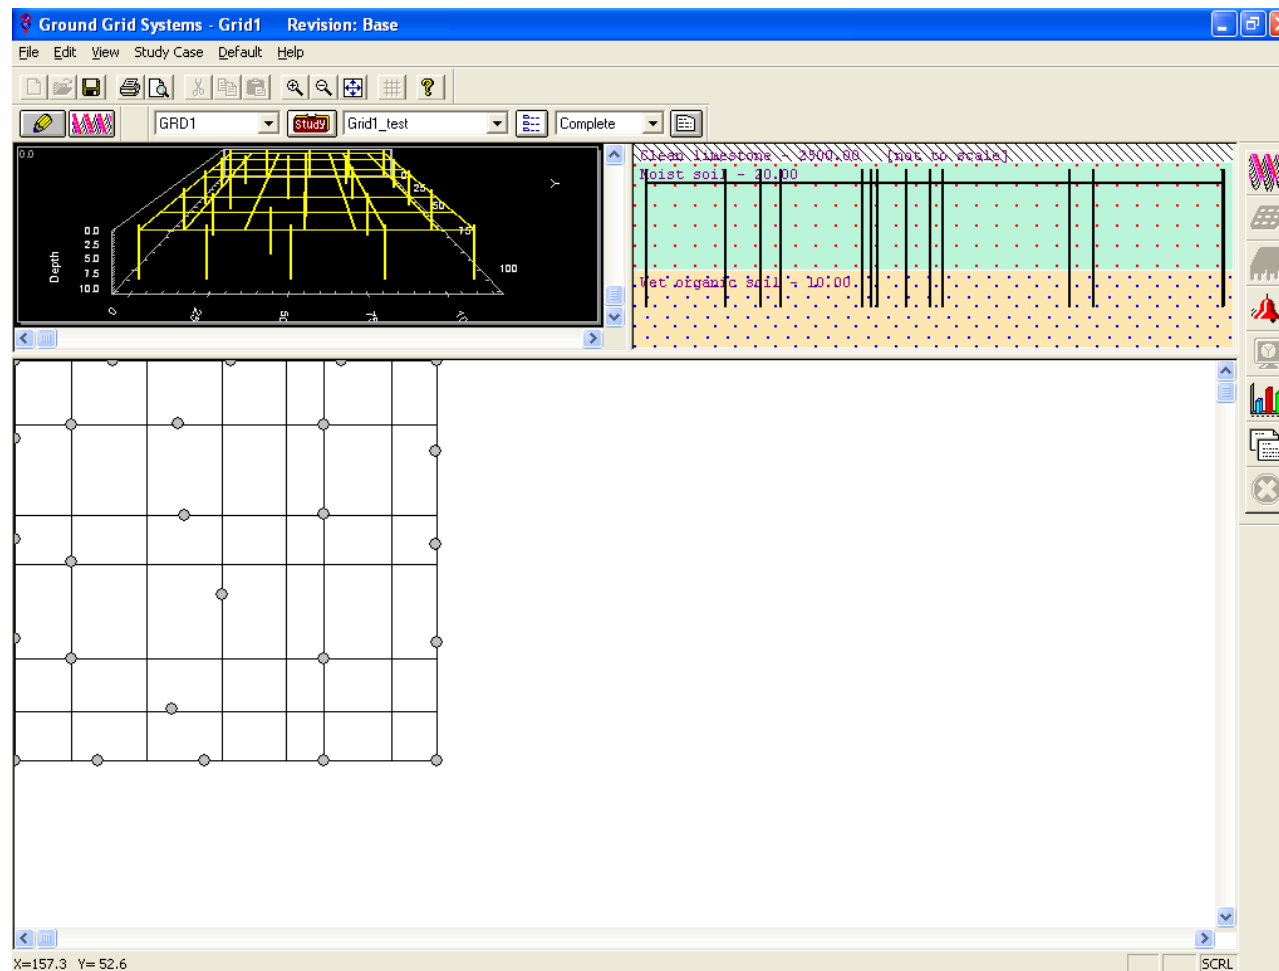 Ground Grid Systems - Grid1 Revision: Base
File Edit View Study Case Default Help
GRD1 Study Grid1_test Complete
0.0
Clean limestone - 2500.00 [not to scale]
Moist soil - 20.00
Wet organic soil - 10.00
0
25
50
75
100
Y
Depth
0.0
2.5
5.0
7.5
10.0
0
25
50
75
X=157.3 Y= 52.6
SCRL